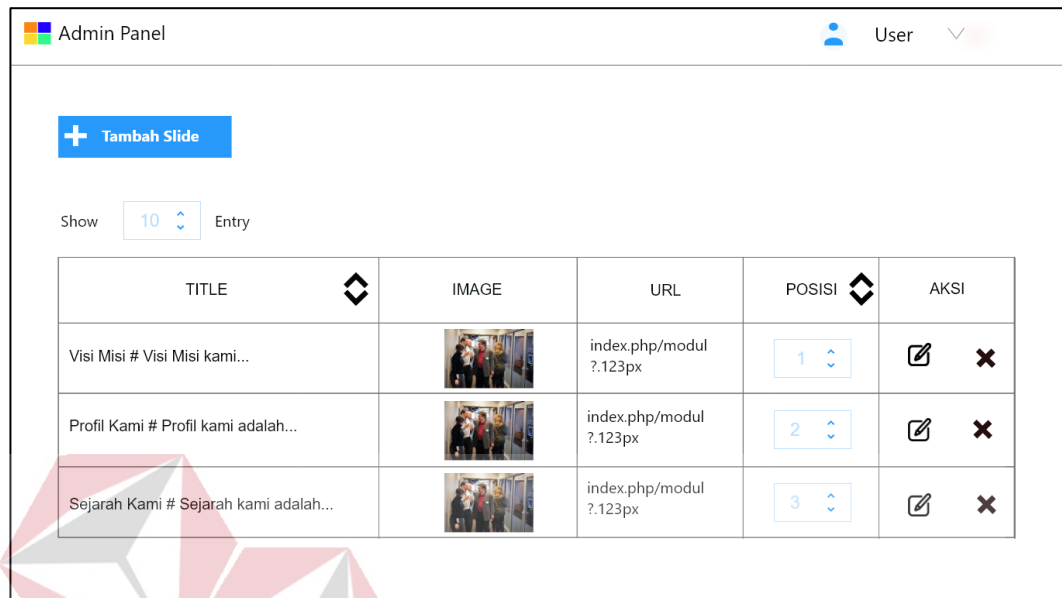 Admin Panel
User
Tambah Slide
Show 10 Entry
TITLE IMAGE URL POSISI AKSI
Visi Misi # Visi Misi kami...
index.php/modul
?.123px
1
Profil Kami # Profil kami adalah...
index.php/modul
?.123px
2
Sejarah Kami # Sejarah kami adalah...
index.php/modul
?.123px
3